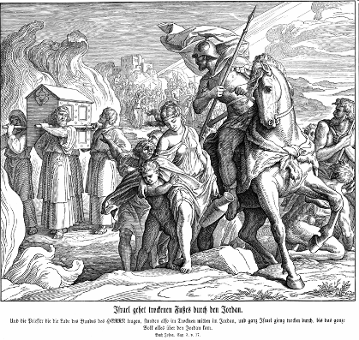 Israel gehet trockenen Fußes durch den Jordan.
Und die Priester die die Lade des Bundes des HERRN trugen, standen also im Trocknen mitten im Jordan, und ganz Israel ging trocken durch, bis das ganze
Volk alles über den Jordan kam.
Buch Josua, Cap. 3. v. 17.